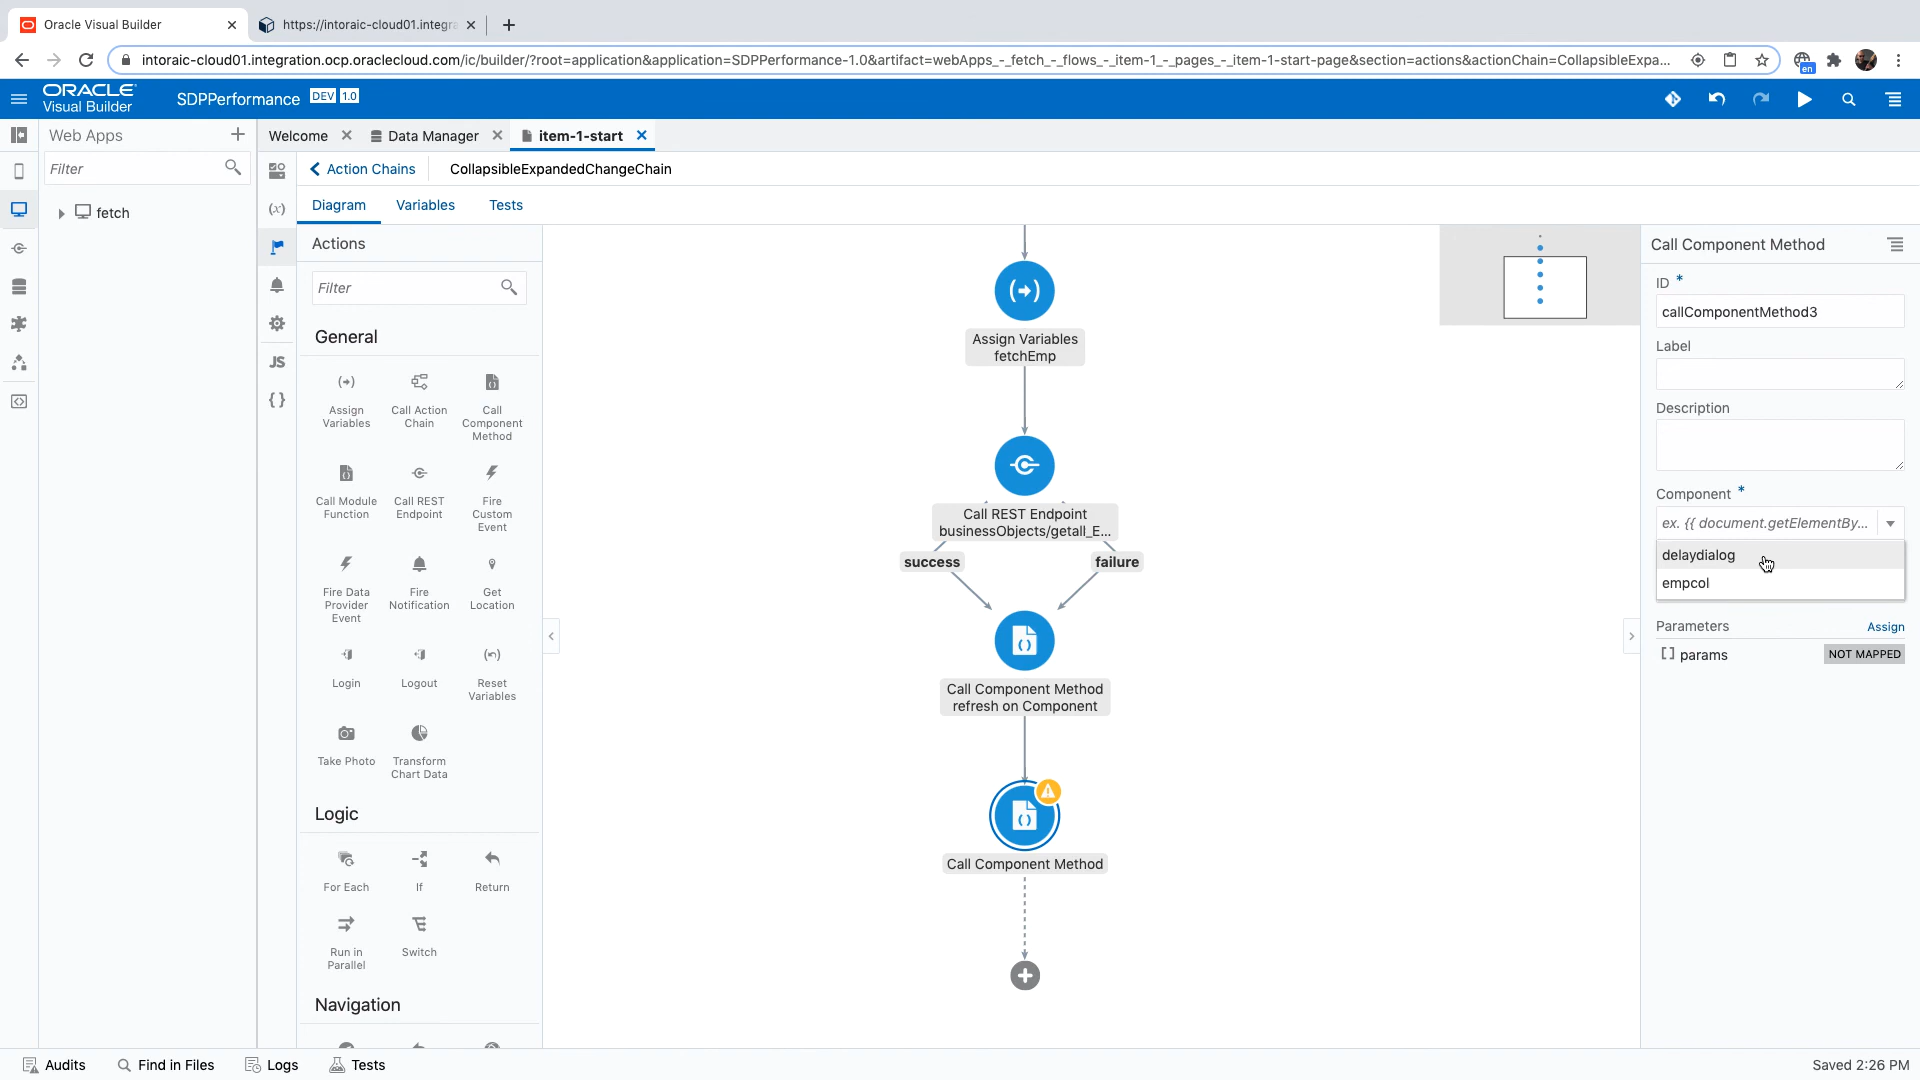 Oracle Visual Builder
https://intoraic-cloud01.integra
intoraic-cloud01.integration.ocp.oraclecloud.com/ic/builder/?root=application&application=SDPPerformance-1.0&artifact=webApps_-_fetch_-_flows_-_item-1_-_pages_-_item-1-start-page&section=actions&actionChain=CollapsibleExpa...
en
ORACLE
Visual Builder
SDPPerformance DEV 1.0
Web Apps
Filter
fetch
Welcome
Data Manager
item-1-start
Action Chains
CollapsibleExpandedChangeChain
Diagram
Variables
Tests
(x)
JS
{ }
Actions
Filter
General
Assign Variables
Call Action Chain
Call Component Method
Call Module Function
Call REST Endpoint
Fire Custom Event
Fire Data Provider Event
Fire Notification
Get Location
Login
Logout
Reset Variables
Take Photo
Transform Chart Data
Logic
For Each
If
Return
Run in Parallel
Switch
Navigation
Assign Variables
fetchEmp
Call REST Endpoint
businessObjects/getall_E...
success
failure
Call Component Method
refresh on Component
Call Component Method
Call Component Method
ID *
callComponentMethod3
Label
Description
Component *
ex. {{ document.getElementBy...
delaydialog
empcol
Parameters
Assign
[ ] params
NOT MAPPED
Audits
Find in Files
Logs
Tests
Saved 2:26 PM